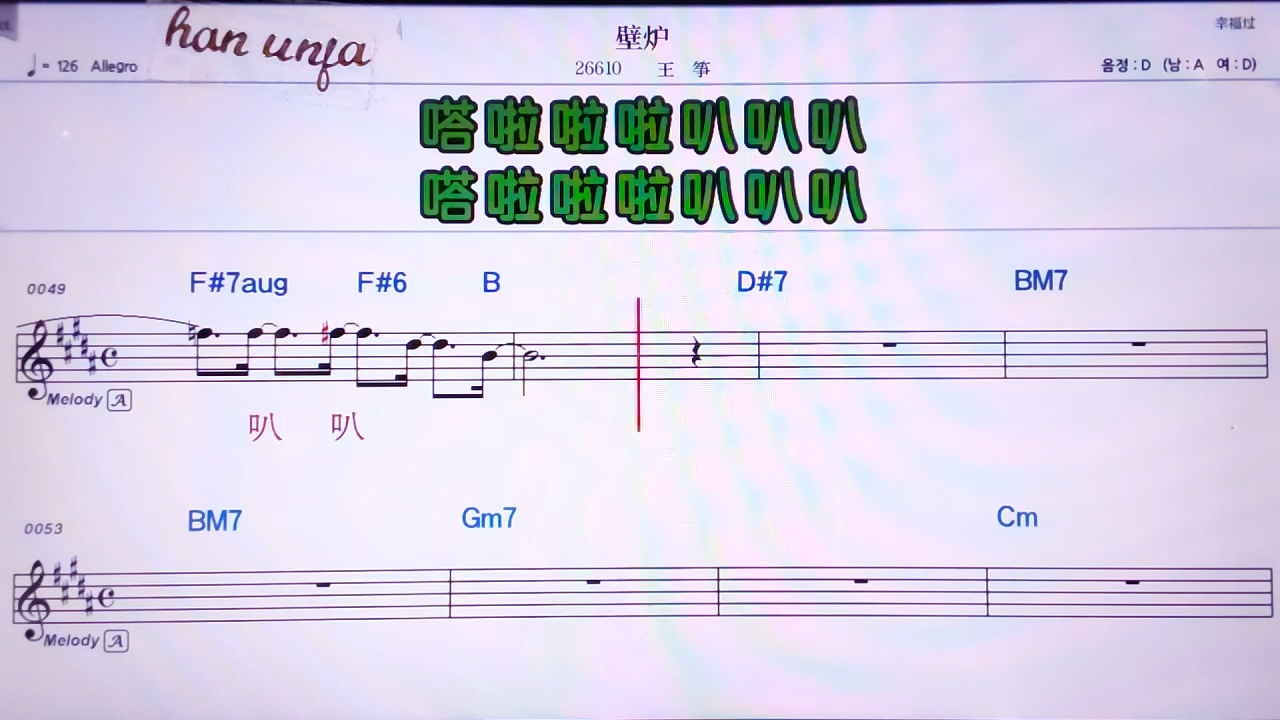 han unfa
壁炉
幸福过
♩= 126 Allegro
26610 王 筝
음정 : D (남 : A 여 : D)
嗒啦啦啦叭叭叭
嗒啦啦啦叭叭叭
0049 F#7aug F#6 B D#7 BM7
Melody A
叭 叭
0053 BM7 Gm7 Cm
Melody A